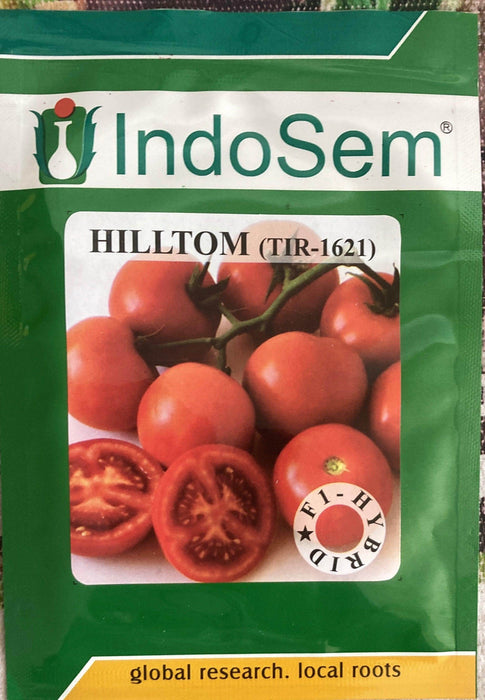 IndoSem®
HILLTOM (TIR-1621)
★ F1-HYBRID
global research. local roots